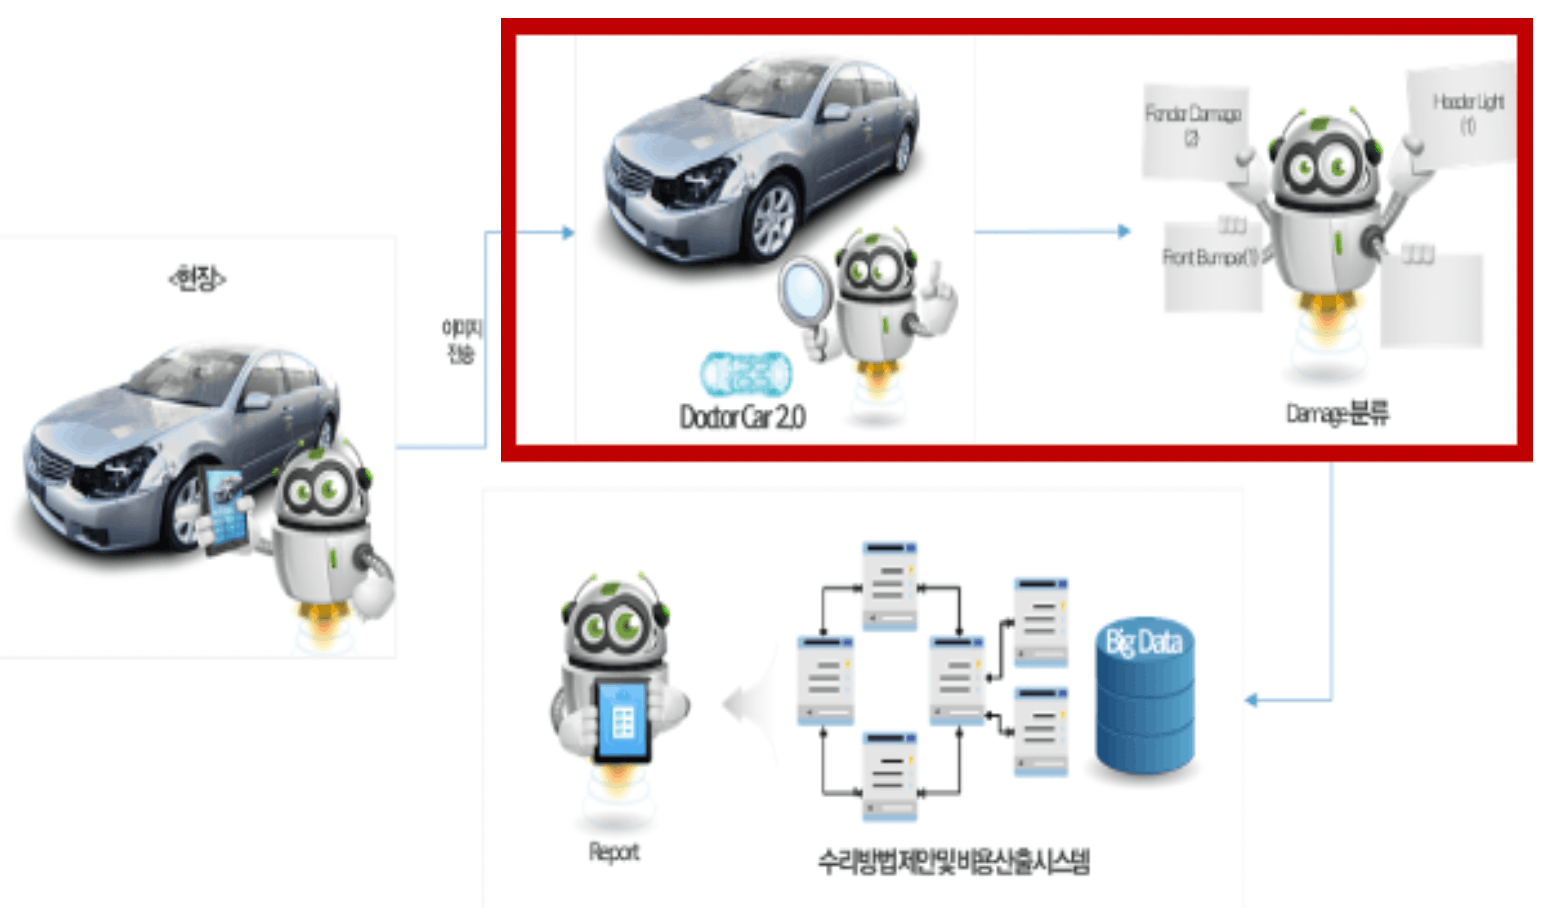 <현장>
이미지
전송
Doctor Car 2.0
Fender Damage
(2)
Header Light
(1)
Front Bumper(1)
Damage 분류
Big Data
Report
수리방법 제안 및 비용 산출 시스템